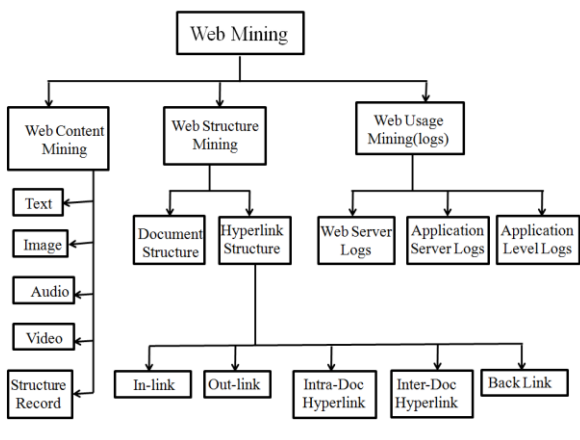 Web Mining
Web Content
Mining
Web Structure
Mining
Web Usage
Mining(logs)
Text
Image
Audio
Video
Structure
Record
Document
Structure
Hyperlink
Structure
Web Server
Logs
Application
Server Logs
Application
Level Logs
In-link
Out-link
Intra-Doc
Hyperlink
Inter-Doc
Hyperlink
Back Link